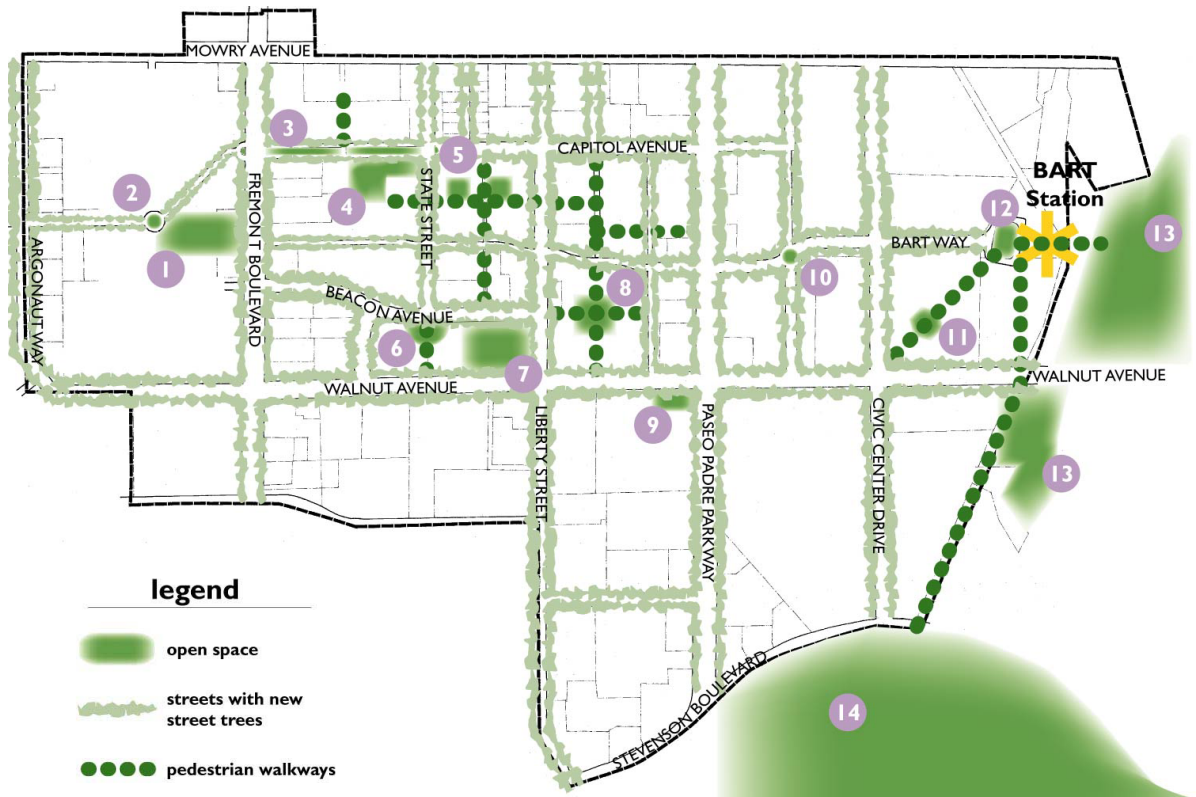 MOWRY AVENUE
3
CAPITOL AVENUE
5
BART
Station
2
4
12
13
STATE STREET
FREMONT BOULEVARD
ARGONAUT WAY
1
BART WAY
10
8
BEACON AVENUE
11
6
7
WALNUT AVENUE
WALNUT AVENUE
9
LIBERTY STREET
PASEO PADRE PARKWAY
CIVIC CENTER DRIVE
13
legend
open space
streets with new
street trees
pedestrian walkways
STEVENSON BOULEVARD
14